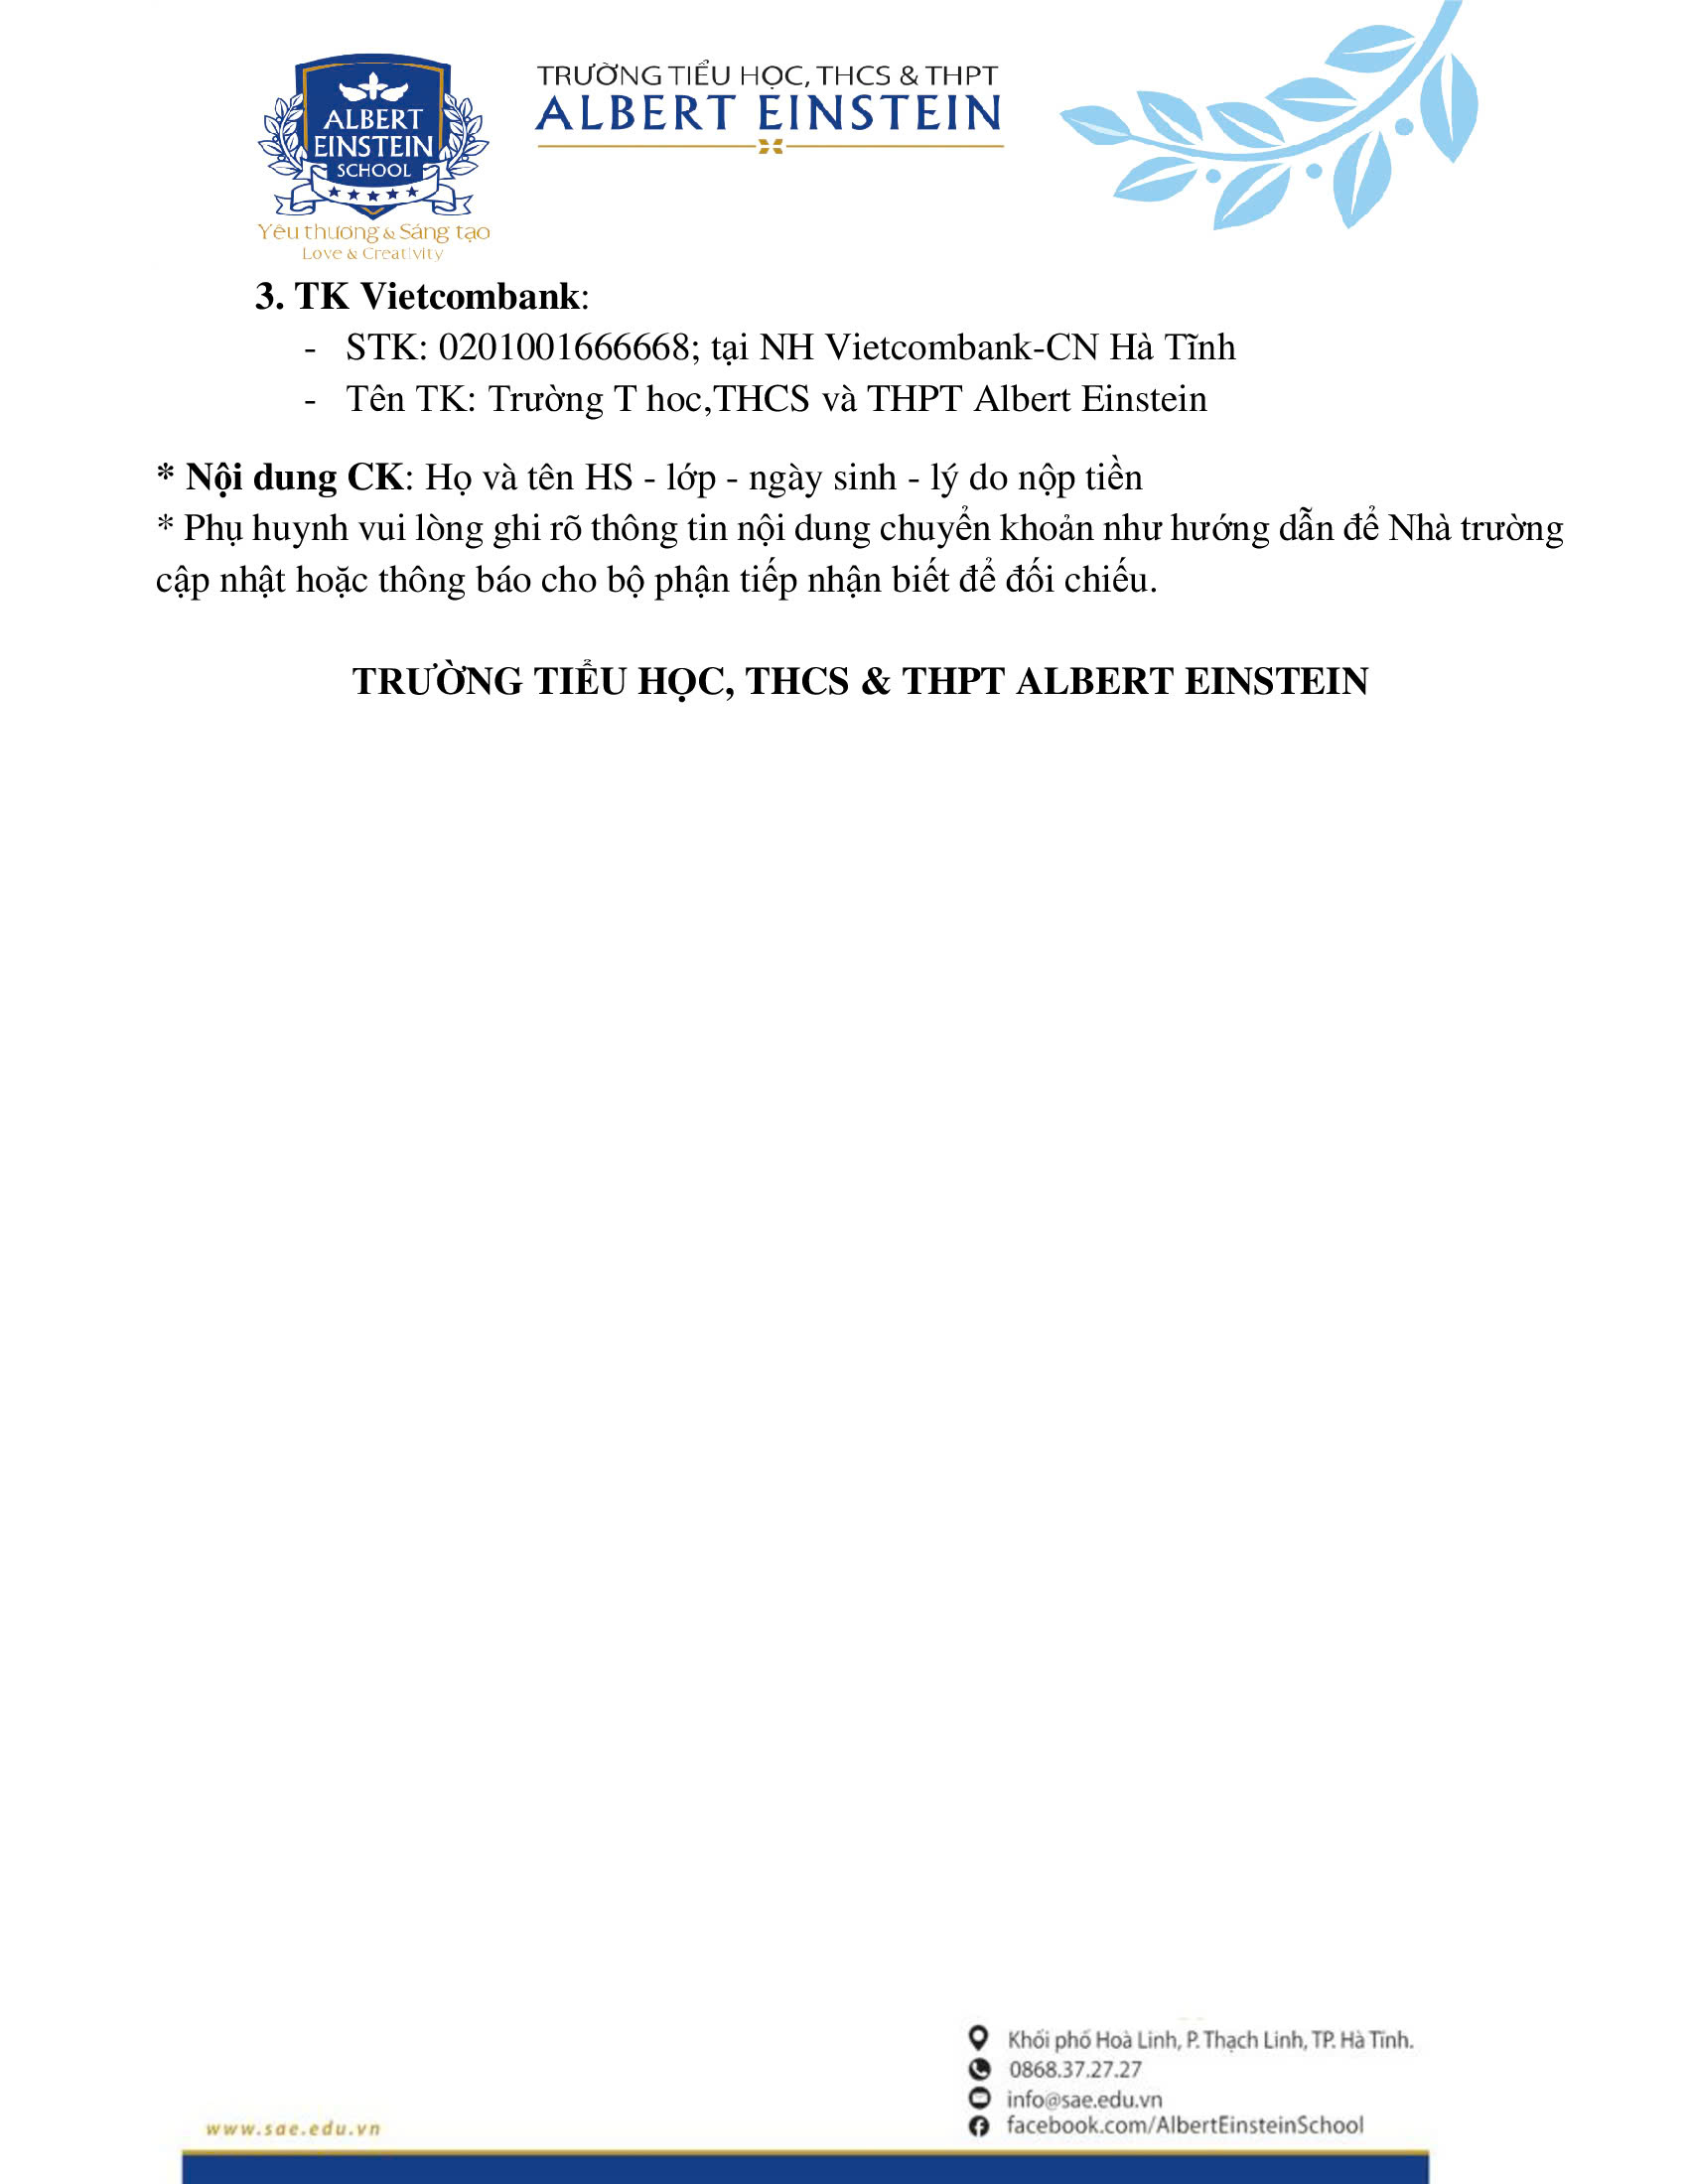 ALBERT
EINSTEIN
SCHOOL
Yêu thương & Sáng tạo
Love & Creativity
TRƯỜNG TIỂU HỌC, THCS & THPT
ALBERT EINSTEIN
3. TK Vietcombank:
- STK: 0201001666668; tại NH Vietcombank-CN Hà Tĩnh
- Tên TK: Trường T hoc,THCS và THPT Albert Einstein
* Nội dung CK: Họ và tên HS - lớp - ngày sinh - lý do nộp tiền
* Phụ huynh vui lòng ghi rõ thông tin nội dung chuyển khoản như hướng dẫn để Nhà trường
cập nhật hoặc thông báo cho bộ phận tiếp nhận biết để đối chiếu.
TRƯỜNG TIỂU HỌC, THCS & THPT ALBERT EINSTEIN
Khối phố Hoà Linh, P. Thạch Linh, TP. Hà Tĩnh.
0868.37.27.27
info@sae.edu.vn
facebook.com/AlbertEinsteinSchool
www.sae.edu.vn